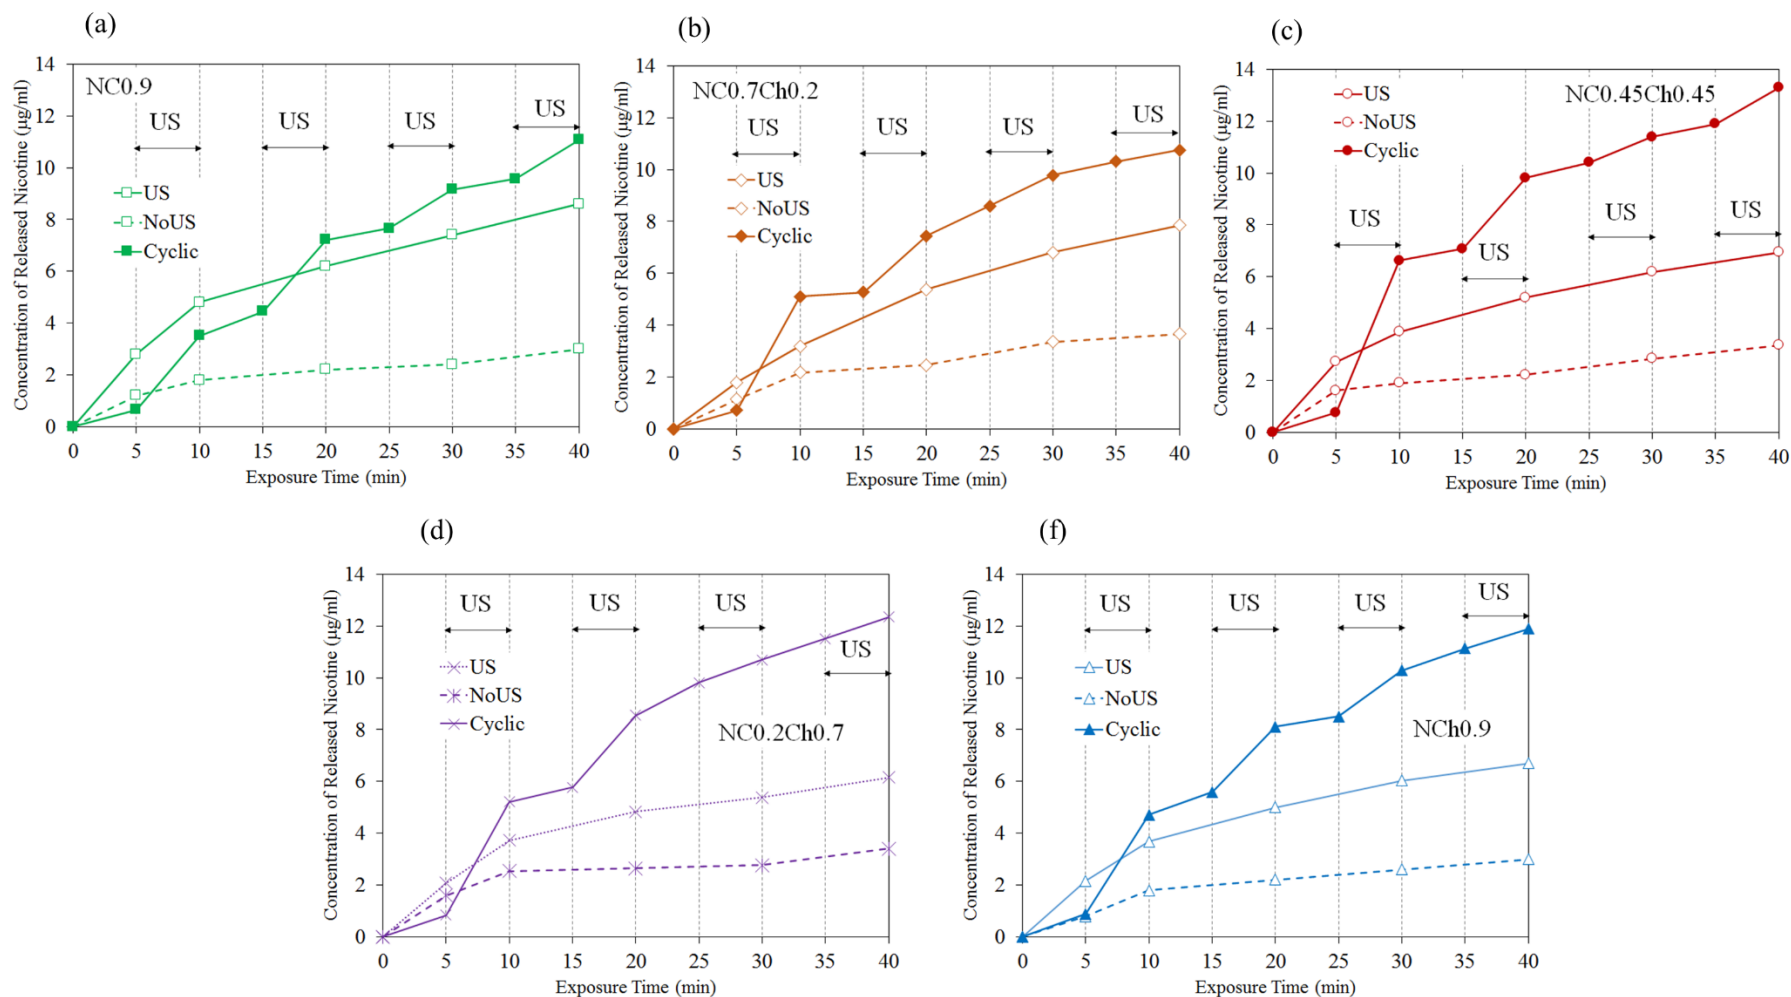 (a)
Concentration of Released Nicotine (μg/ml)
14
12
10
8
6
4
2
0
NC0.9
US
US
US
US
US
NoUS
Cyclic
0 5 10 15 20 25 30 35 40
Exposure Time (min)
(b)
Concentration of Released Nicotine (μg/ml)
14
12
10
8
6
4
2
0
NC0.7Ch0.2
US
US
US
US
US
NoUS
Cyclic
0 5 10 15 20 25 30 35 40
Exposure Time (min)
(c)
Concentration of Released Nicotine (μg/ml)
14
12
10
8
6
4
2
0
US
NoUS
Cyclic
NC0.45Ch0.45
US
US
US
US
0 5 10 15 20 25 30 35 40
Exposure Time (min)
(d)
Concentration of Released Nicotine (μg/ml)
14
12
10
8
6
4
2
0
US
US
US
US
US
NoUS
Cyclic
NC0.2Ch0.7
0 5 10 15 20 25 30 35 40
Exposure Time (min)
(f)
Concentration of Released Nicotine (μg/ml)
14
12
10
8
6
4
2
0
US
US
US
US
US
NoUS
Cyclic
NCh0.9
0 5 10 15 20 25 30 35 40
Exposure Time (min)